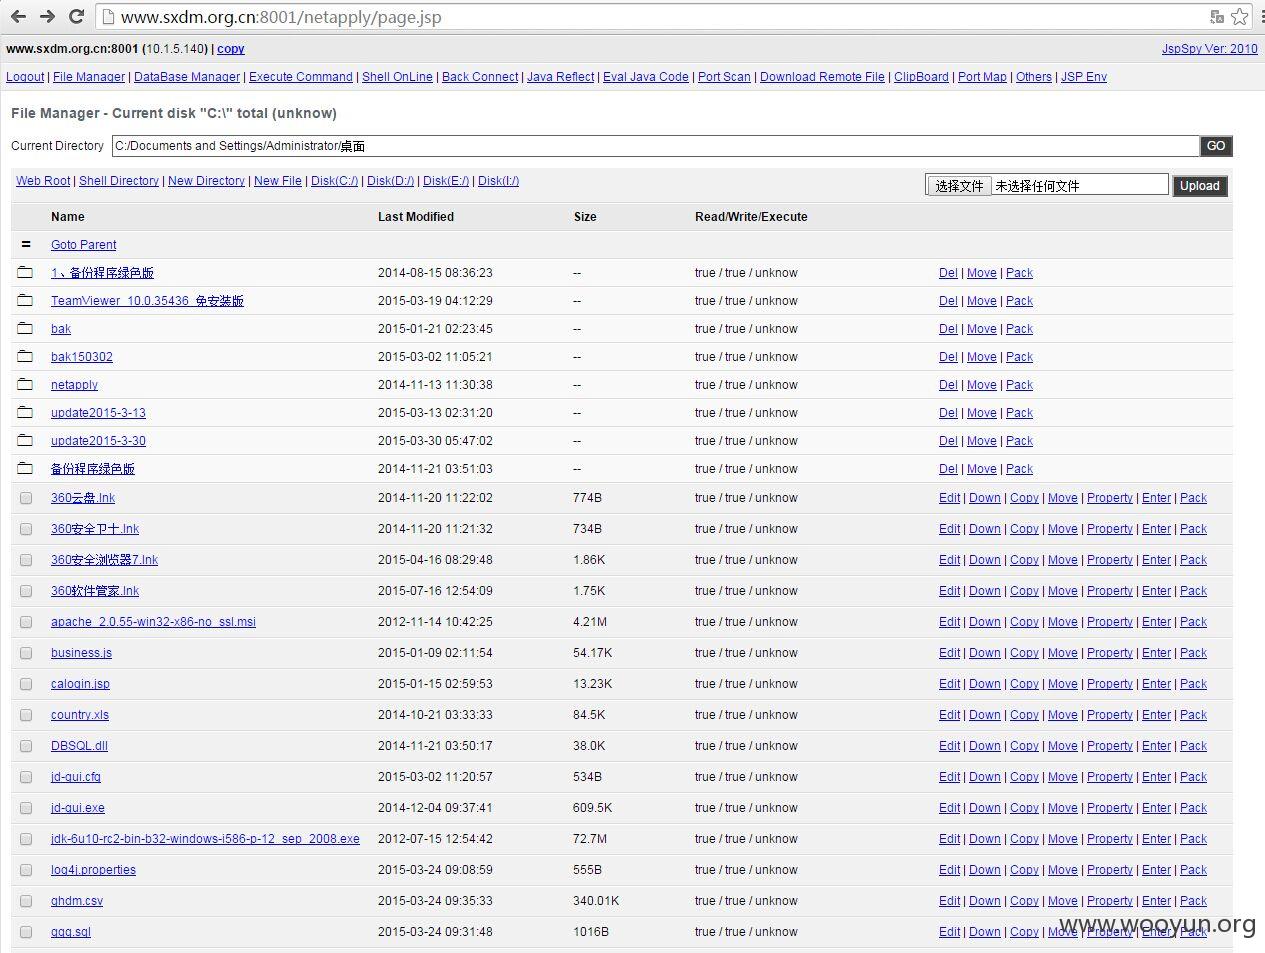 www.sxdm.org.cn:8001/netapply/page.jsp
www.sxdm.org.cn:8001 (10.1.5.140) | copy JspSpy Ver: 2010
Logout | File Manager | DataBase Manager | Execute Command | Shell OnLine | Back Connect | Java Reflect | Eval Java Code | Port Scan | Download Remote File | ClipBoard | Port Map | Others | JSP Env
File Manager - Current disk "C:\" total (unknow)
Current Directory C:/Documents and Settings/Administrator/桌面 GO
Web Root | Shell Directory | New Directory | New File | Disk(C:/) | Disk(D:/) | Disk(E:/) | Disk(I:/) 选择文件 未选择任何文件 Upload
Name Last Modified Size Read/Write/Execute
= Goto Parent
1、备份程序绿色版 2014-08-15 08:36:23 -- true / true / unknow Del | Move | Pack
TeamViewer_10.0.35436_免安装版 2015-03-19 04:12:29 -- true / true / unknow Del | Move | Pack
bak 2015-01-21 02:23:45 -- true / true / unknow Del | Move | Pack
bak150302 2015-03-02 11:05:21 -- true / true / unknow Del | Move | Pack
netapply 2014-11-13 11:30:38 -- true / true / unknow Del | Move | Pack
update2015-3-13 2015-03-13 02:31:20 -- true / true / unknow Del | Move | Pack
update2015-3-30 2015-03-30 05:47:02 -- true / true / unknow Del | Move | Pack
备份程序绿色版 2014-11-21 03:51:03 -- true / true / unknow Del | Move | Pack
360云盘.lnk 2014-11-20 11:22:02 774B true / true / unknow Edit | Down | Copy | Move | Property | Enter | Pack
360安全卫士.lnk 2014-11-20 11:21:32 734B true / true / unknow Edit | Down | Copy | Move | Property | Enter | Pack
360安全浏览器7.lnk 2015-04-16 08:29:48 1.86K true / true / unknow Edit | Down | Copy | Move | Property | Enter | Pack
360软件管家.lnk 2015-07-16 12:54:09 1.75K true / true / unknow Edit | Down | Copy | Move | Property | Enter | Pack
apache_2.0.55-win32-x86-no_ssl.msi 2012-11-14 10:42:25 4.21M true / true / unknow Edit | Down | Copy | Move | Property | Enter | Pack
business.js 2015-01-09 02:11:54 54.17K true / true / unknow Edit | Down | Copy | Move | Property | Enter | Pack
calogin.jsp 2015-01-15 02:59:53 13.23K true / true / unknow Edit | Down | Copy | Move | Property | Enter | Pack
country.xls 2014-10-21 03:33:33 84.5K true / true / unknow Edit | Down | Copy | Move | Property | Enter | Pack
DBSQL.dll 2014-11-21 03:50:17 38.0K true / true / unknow Edit | Down | Copy | Move | Property | Enter | Pack
jd-gui.cfg 2015-03-02 11:20:57 534B true / true / unknow Edit | Down | Copy | Move | Property | Enter | Pack
jd-gui.exe 2014-12-04 09:37:41 609.5K true / true / unknow Edit | Down | Copy | Move | Property | Enter | Pack
jdk-6u10-rc2-bin-b32-windows-i586-p-12_sep_2008.exe 2012-07-15 12:54:42 72.7M true / true / unknow Edit | Down | Copy | Move | Property | Enter | Pack
log4j.properties 2015-03-24 09:08:59 555B true / true / unknow Edit | Down | Copy | Move | Property | Enter | Pack
qhdm.csv 2015-03-24 09:35:33 340.01K true / true / unknow Edit | Down | Copy | Move | Property | Enter | Pack
qqq.sql 2015-03-24 09:31:48 1016B true / true / unknow Edit | Down | Copy | Move | Property | Enter | Pack
www.wooyun.org